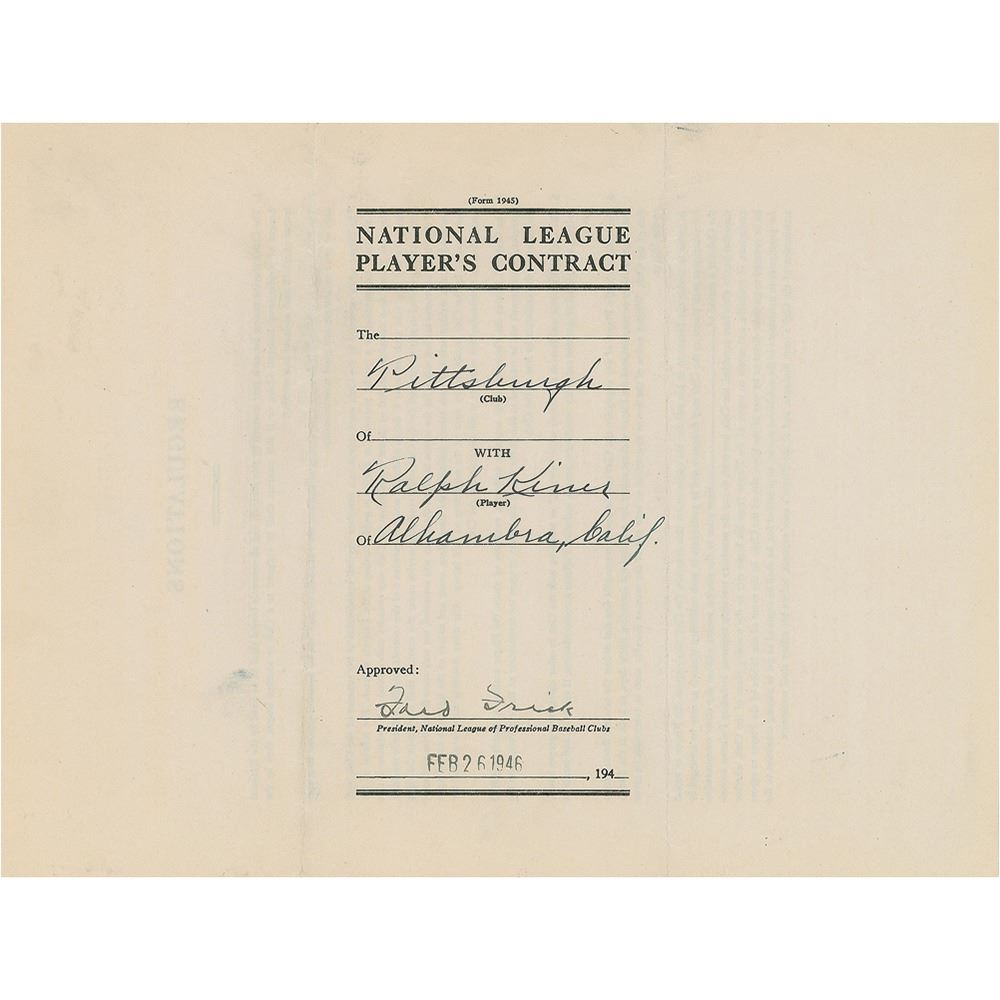 (Form 1945)
NATIONAL LEAGUE
PLAYER'S CONTRACT
The
Pittsburgh
(Club)
Of
WITH
Ralph Kiner
(Player)
Of Alhambra, Calif.
Approved:
Ford Frick
President, National League of Professional Baseball Clubs
FEB 26 1946, 194
REGULATIONS